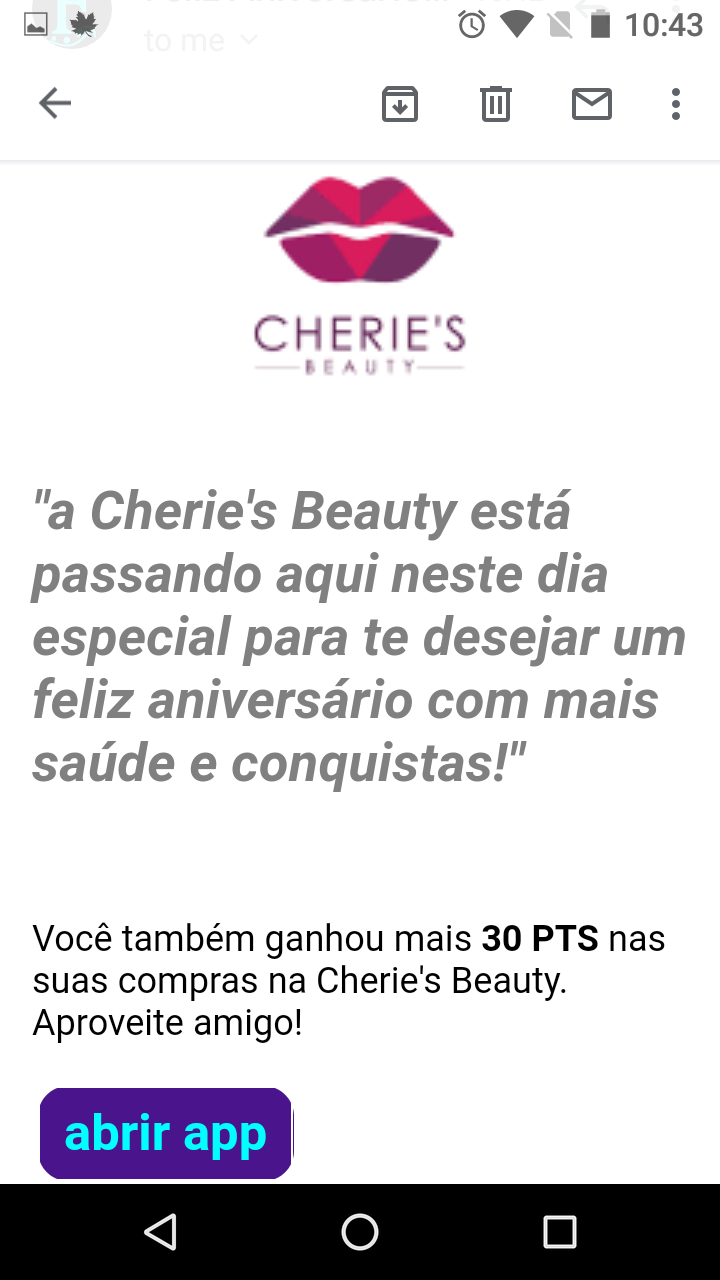 to me
10:43
CHERIE'S
BEAUTY
"a Cherie's Beauty está
passando aqui neste dia
especial para te desejar um
feliz aniversário com mais
saúde e conquistas!"
Você também ganhou mais 30 PTS nas
suas compras na Cherie's Beauty.
Aproveite amigo!
abrir app